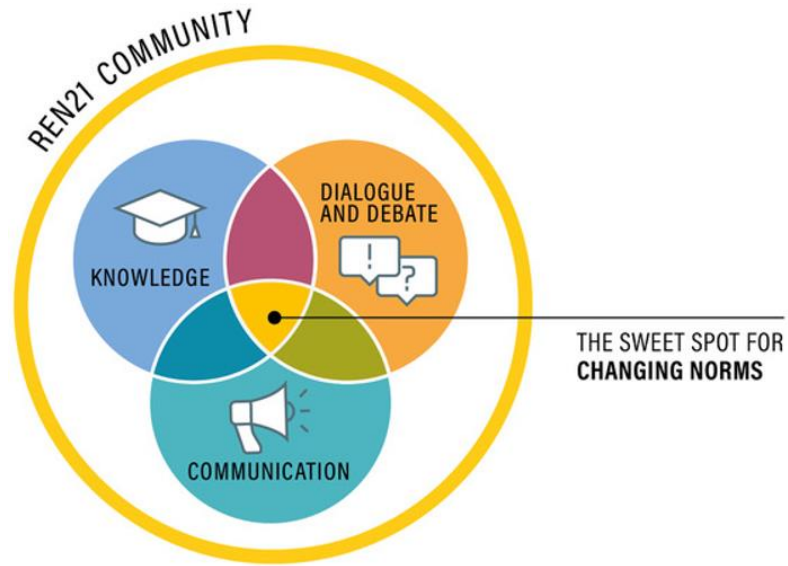 REN21 COMMUNITY
DIALOGUE
AND DEBATE
! ?
KNOWLEDGE
THE SWEET SPOT FOR
CHANGING NORMS
COMMUNICATION